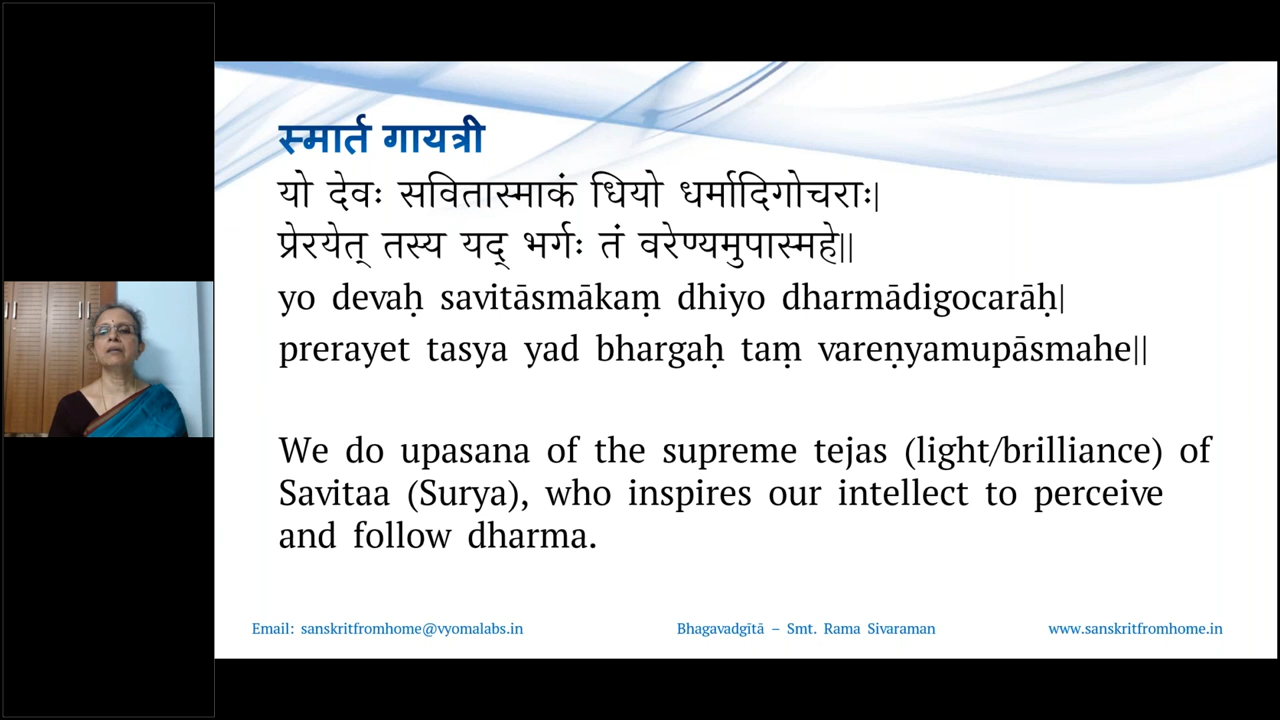 स्मार्त गायत्री
यो देवः सवितास्माकं धियो धर्मादिगोचराः|
प्रेरयेत् तस्य यद् भर्गः तं वरेण्यमुपास्महे||
yo devaḥ savitāsmākaṃ dhiyo dharmādigocarāḥ|
prerayet tasya yad bhargaḥ taṃ vareṇyamupāsmahe||
We do upasana of the supreme tejas (light/brilliance) of
Savitaa (Surya), who inspires our intellect to perceive
and follow dharma.
Email: sanskritfromhome@vyomalabs.in Bhagavadgītā – Smt. Rama Sivaraman www.sanskritfromhome.in